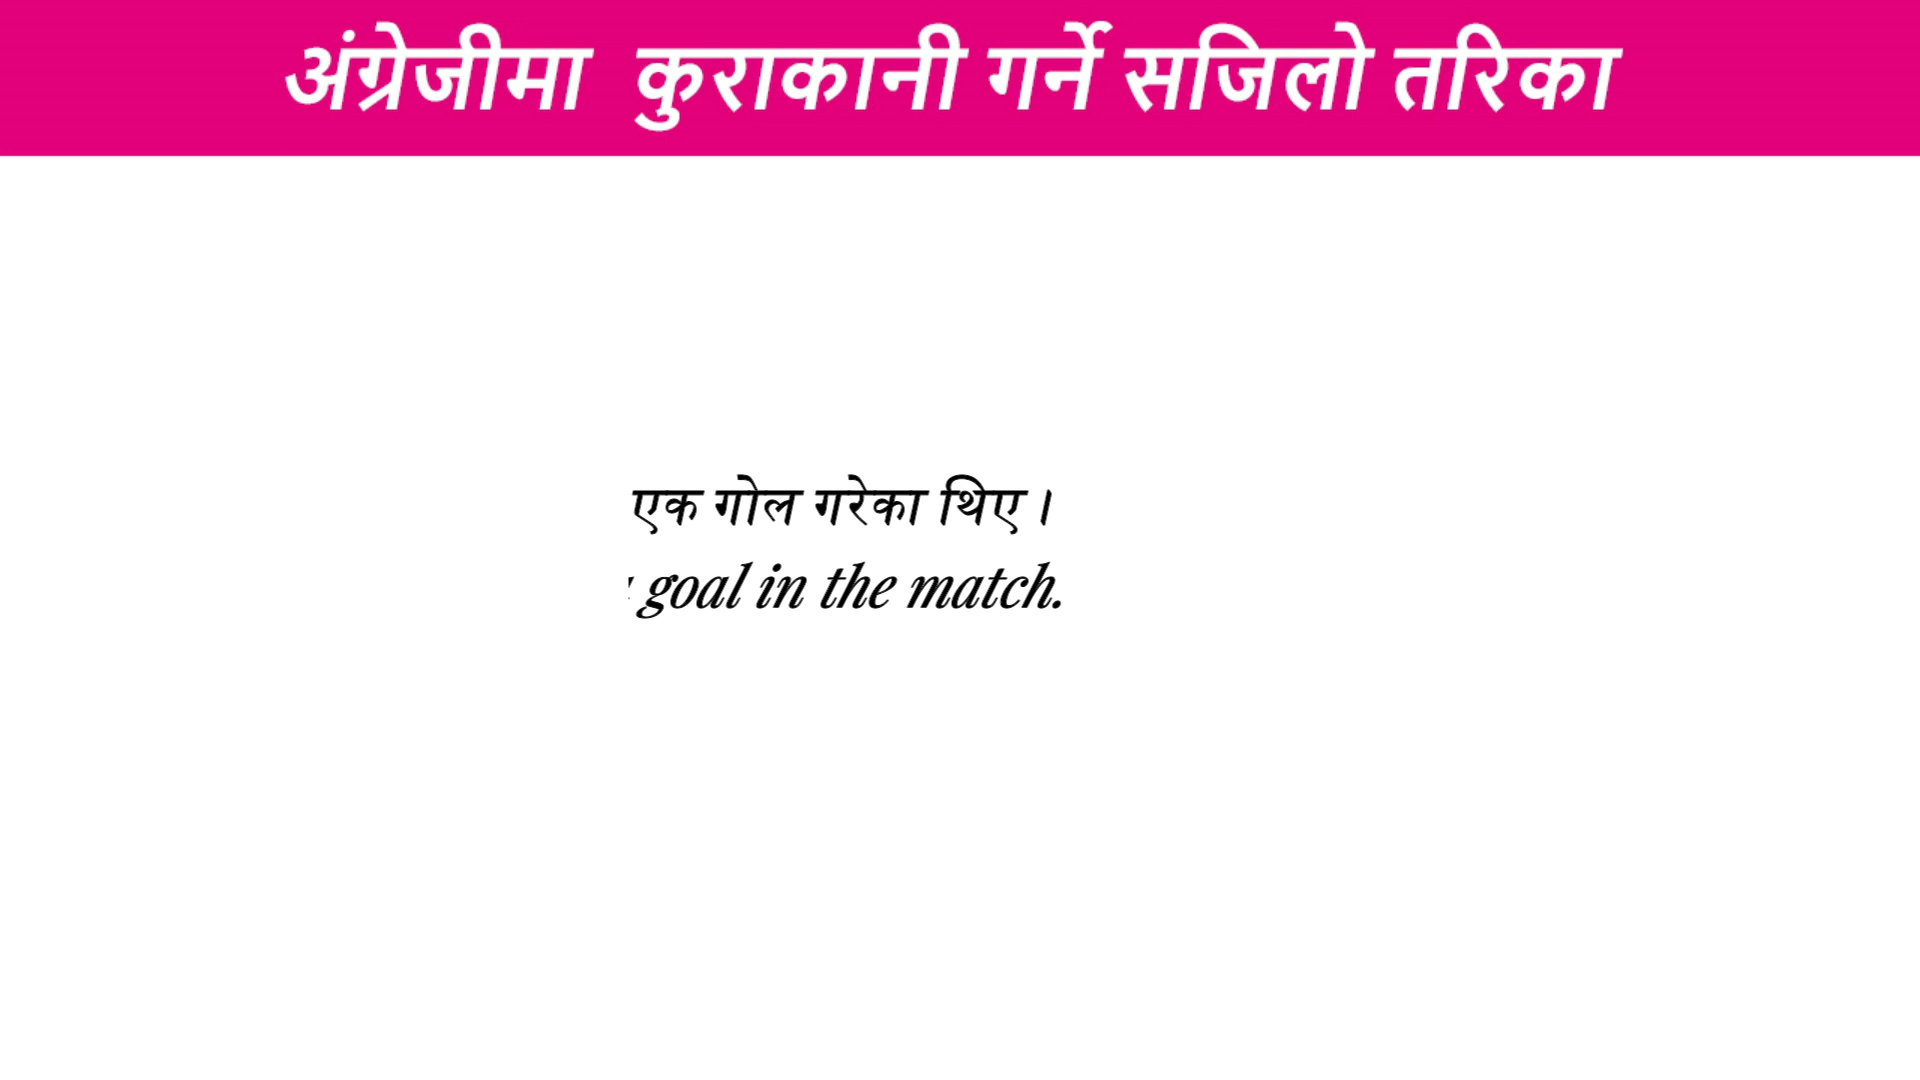 अंग्रेजीमा कुराकानी गर्ने सजिलो तरिका
एक गोल गरेका थिए ।
goal in the match.